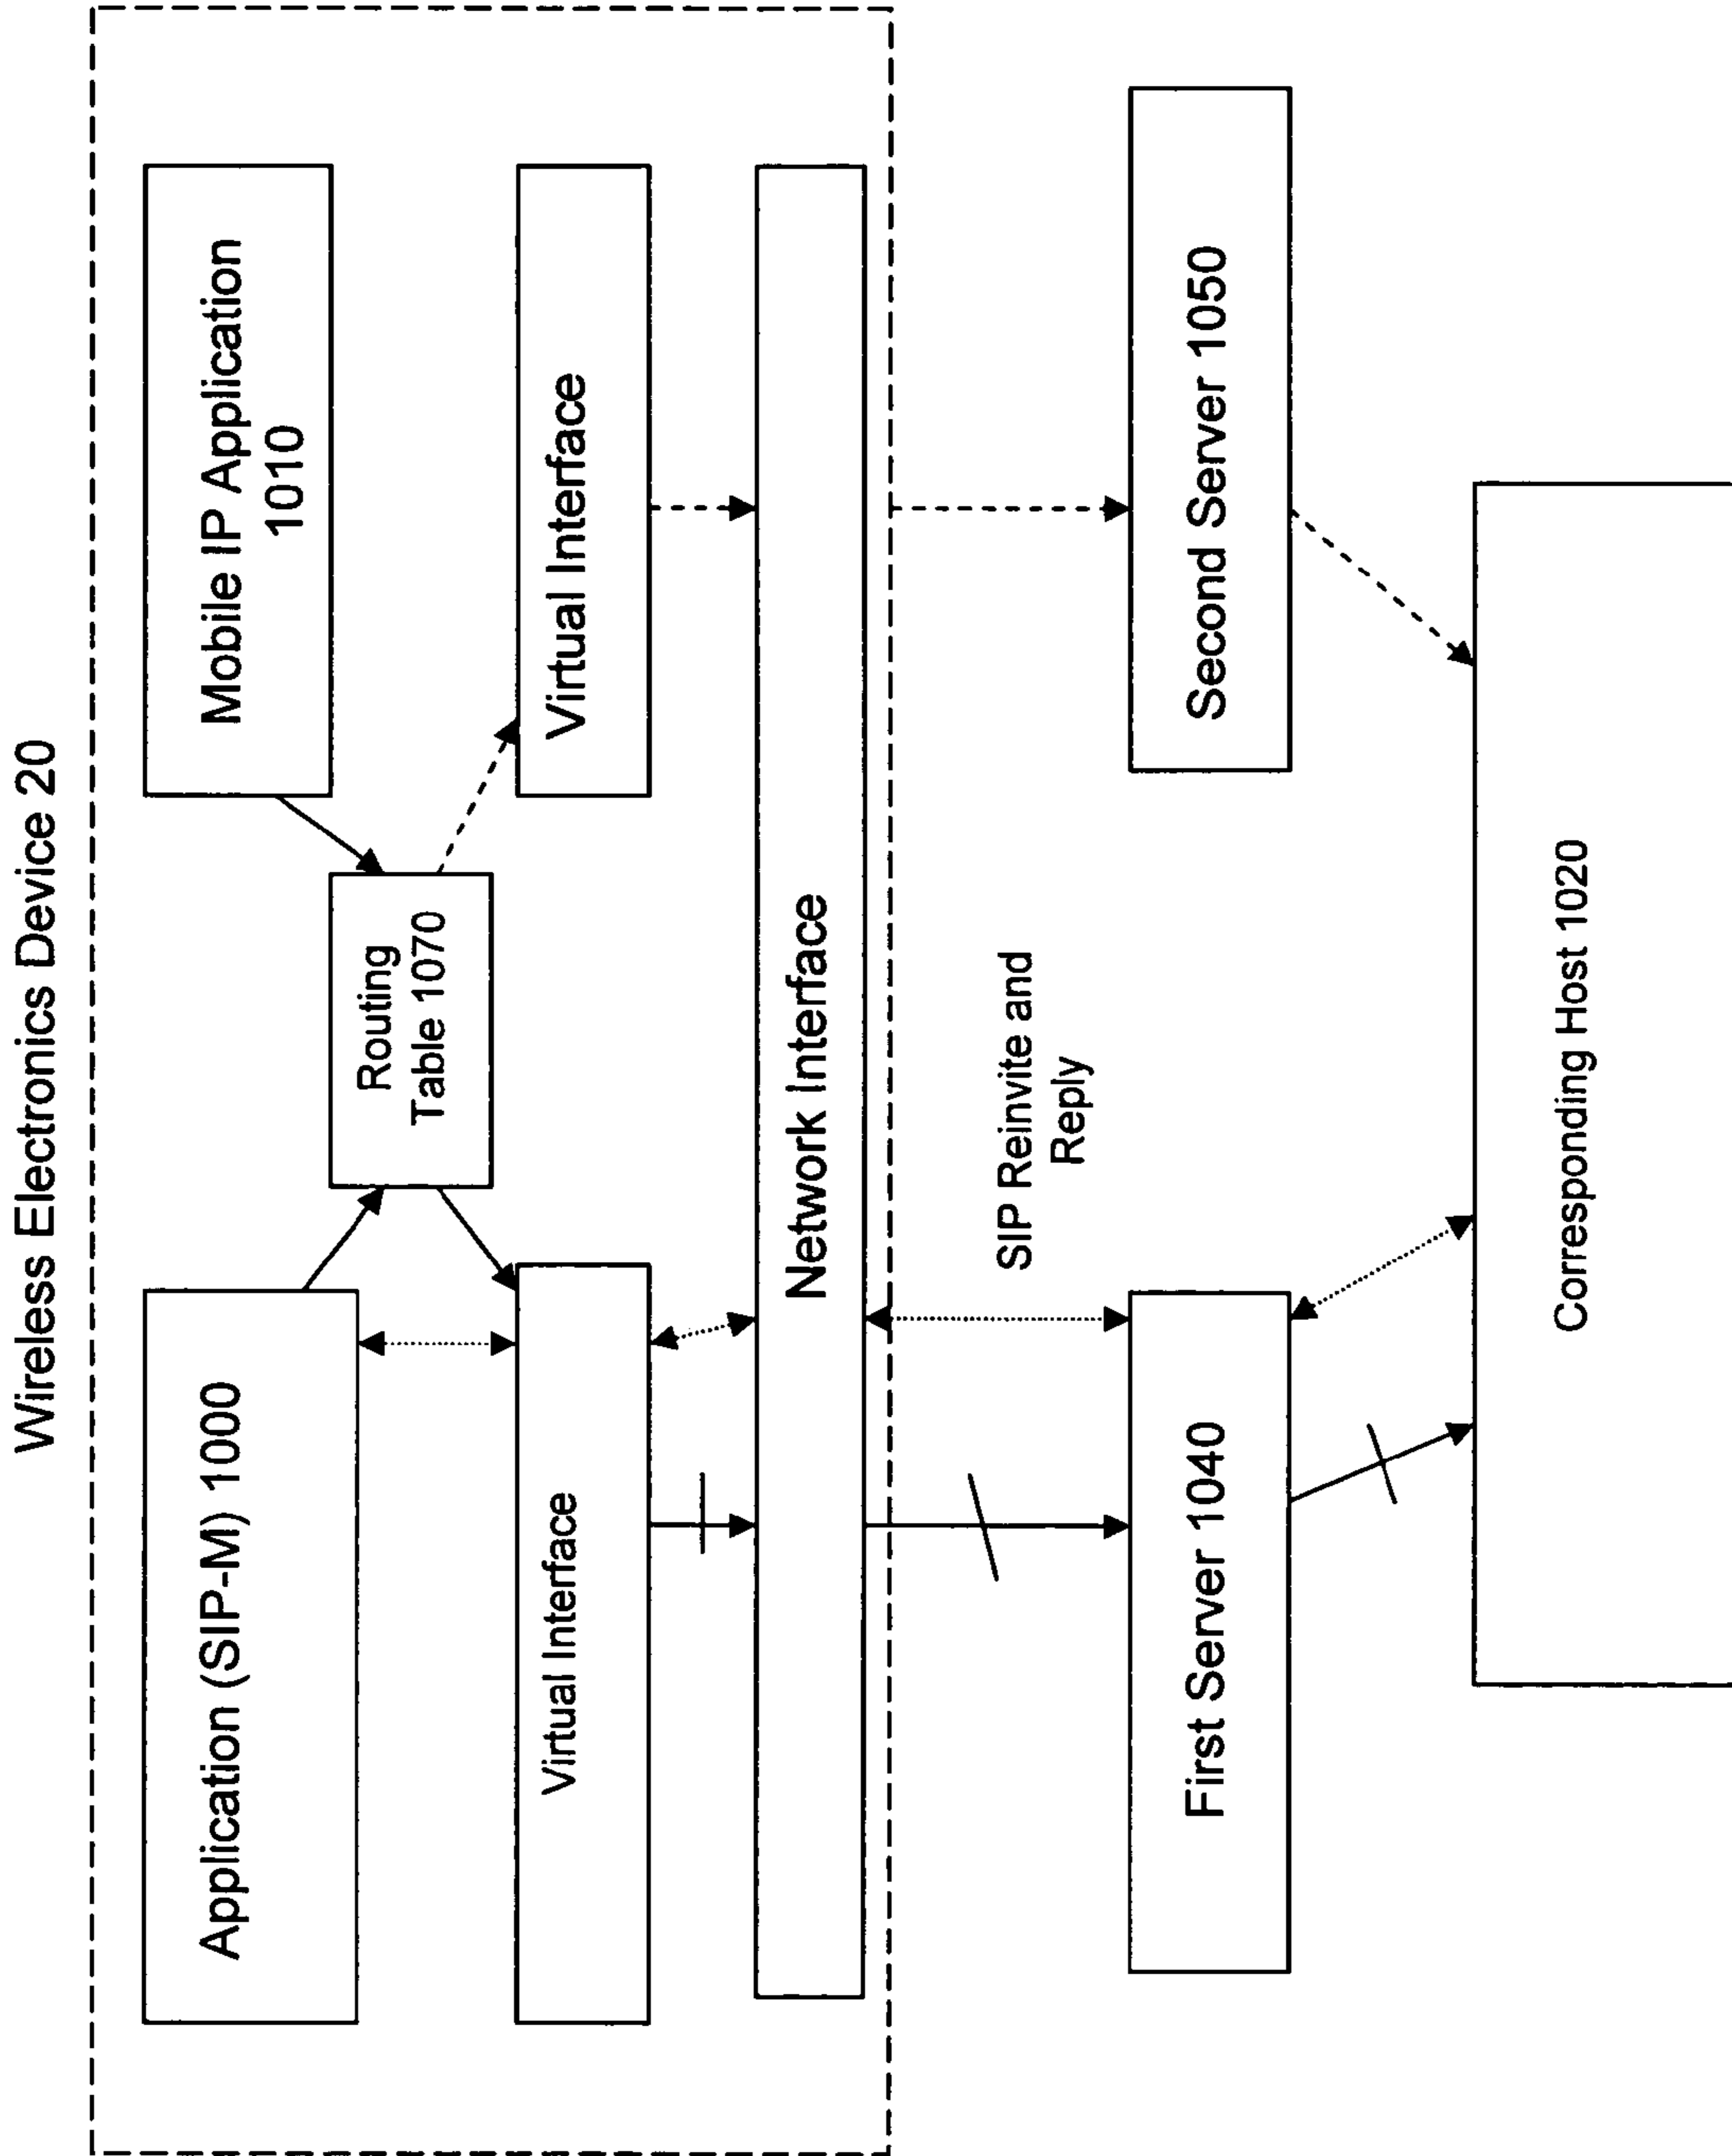 Wireless Electronics Device 20
Application (SIP-M) 1000
Mobile IP Application
1010
Routing
Table 1070
Virtual Interface
Virtual Interface
Network Interface
SIP Reinvite and
Reply
First Server 1040
Second Server 1050
Corresponding Host 1020